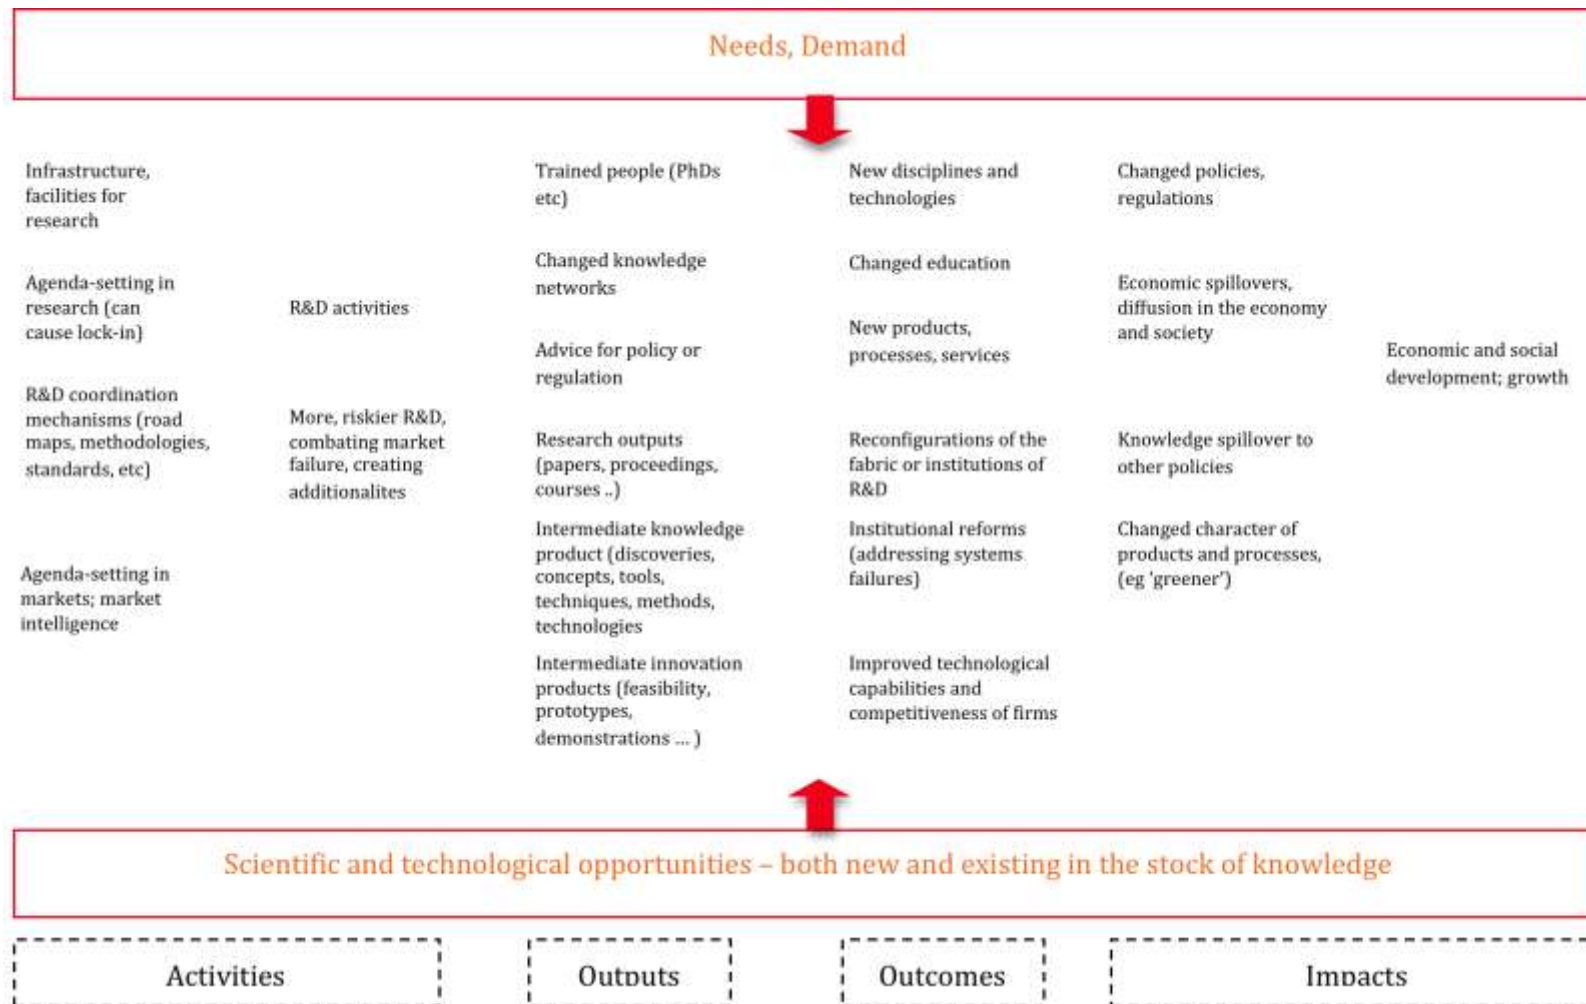 Needs, Demand
Infrastructure,
facilities for
research
Agenda-setting in
research (can
cause lock-in)
R&D coordination
mechanisms (road
maps, methodologies,
standards, etc)
Agenda-setting in
markets; market
intelligence
R&D activities
More, riskier R&D,
combating market
failure, creating
additionalites
Trained people (PhDs
etc)
Changed knowledge
networks
Advice for policy or
regulation
Research outputs
(papers, proceedings,
courses ..)
Intermediate knowledge
product (discoveries,
concepts, tools,
techniques, methods,
technologies
Intermediate innovation
products (feasibility,
prototypes,
demonstrations ... )
New disciplines and
technologies
Changed education
New products,
processes, services
Reconfigurations of the
fabric or institutions of
R&D
Institutional reforms
(addressing systems
failures)
Improved technological
capabilities and
competitiveness of firms
Changed policies,
regulations
Economic spillovers,
diffusion in the economy
and society
Knowledge spillover to
other policies
Changed character of
products and processes,
(eg 'greener')
Economic and social
development; growth
Scientific and technological opportunities – both new and existing in the stock of knowledge
Activities
Outputs
Outcomes
Impacts